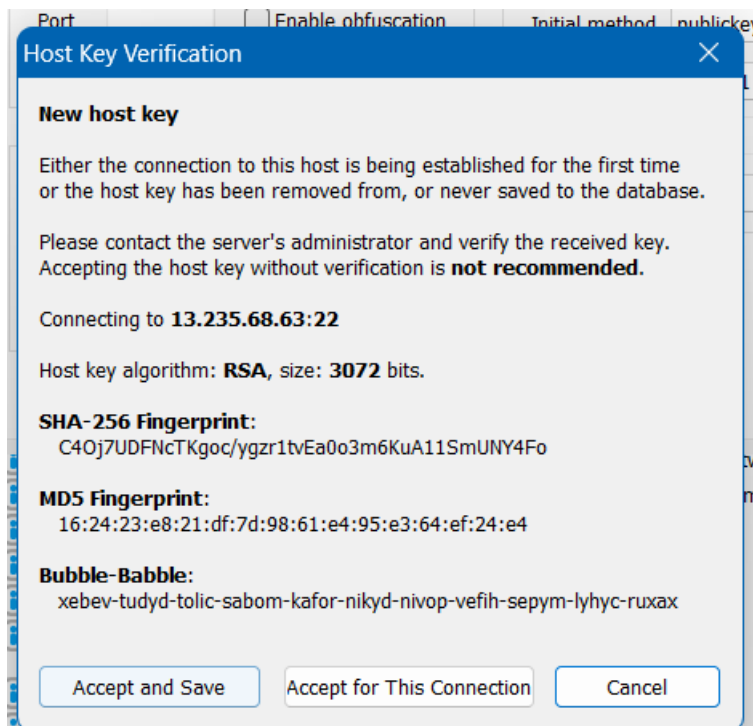 Port
Enable obfuscation
Initial method publickey
Host Key Verification
New host key
Either the connection to this host is being established for the first time
or the host key has been removed from, or never saved to the database.
Please contact the server's administrator and verify the received key.
Accepting the host key without verification is not recommended.
Connecting to 13.235.68.63:22
Host key algorithm: RSA, size: 3072 bits.
SHA-256 Fingerprint:
C4Oj7UDFNcTKgoc/ygzr1tvEa0o3m6KuA11SmUNY4Fo
MD5 Fingerprint:
16:24:23:e8:21:df:7d:98:61:e4:95:e3:64:ef:24:e4
Bubble-Babble:
xebev-tudyd-tolic-sabom-kafor-nikyd-nivop-vefih-sepym-lyhyc-ruxax
Accept and Save
Accept for This Connection
Cancel